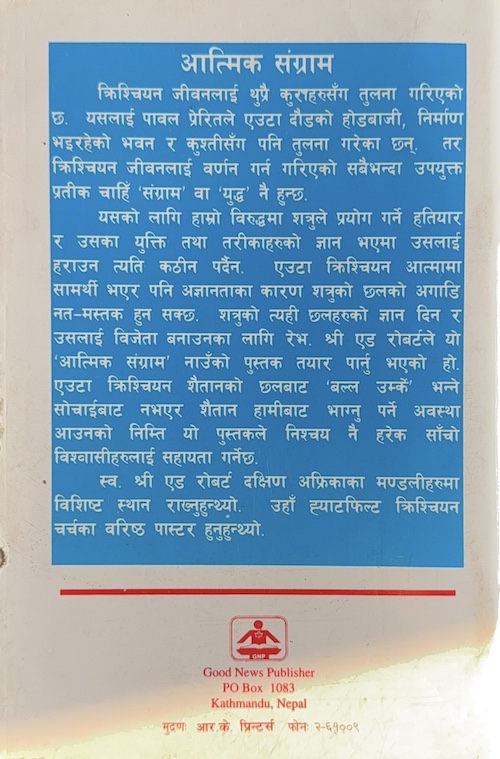 आत्मिक संग्राम
क्रिश्चियन जीवनलाई थुप्रै कुराहरुसँग तुलना गरिएको
छ. यसलाई पावल प्रेरितले एउटा दौडको होडबाजी, निर्माण
भइरहेको भवन र कुश्तीसँग पनि तुलना गरेका छन्. तर
क्रिश्चियन जीवनलाई वर्णन गर्न गरिएको सबैभन्दा उपयुक्त
प्रतीक चाहिँ 'संग्राम' वा 'युद्ध' नै हुन्छ.
यसको लागि हाम्रो विरुद्धमा शत्रुले प्रयोग गर्ने हतियार
र उसका युक्ति तथा तरीकाहरुको ज्ञान भएमा उसलाई
हराउन त्यति कठीन पर्दैन. एउटा क्रिश्चियन आत्मामा
सामर्थी भएर पनि अज्ञानताका कारण शत्रुको छलको अगाडि
नत-मस्तक हुन सक्छ. शत्रुको त्यही छलहरुको ज्ञान दिन र
उसलाई विजेता बनाउनका लागि रेभ. श्री एड रोबर्टले यो
'आत्मिक संग्राम' नाउँको पुस्तक तयार पार्नु भएको हो.
एउटा क्रिश्चियन शैतानको छलबाट 'बल्ल उम्कें' भन्ने
सोचाईबाट नभएर शैतान हामीबाट भाग्नु पर्ने अवस्था
आउनको निम्ति यो पुस्तकले निश्चय नै हरेक साँचो
विश्वासीहरुलाई सहायता गर्नेछ.
स्व. श्री एड रोबर्ट दक्षिण अफ्रिकाका मण्डलीहरुमा
विशिष्ट स्थान राख्नुहुन्थ्यो. उहाँ ह्याटफिल्ट क्रिश्चियन
चर्चका वरिष्ठ पास्टर हुनुहुन्थ्यो.
GNP
Good News Publisher
PO Box 1083
Kathmandu, Nepal
मुद्रणः आर.के. प्रिन्टर्स फोनः २-६१००९